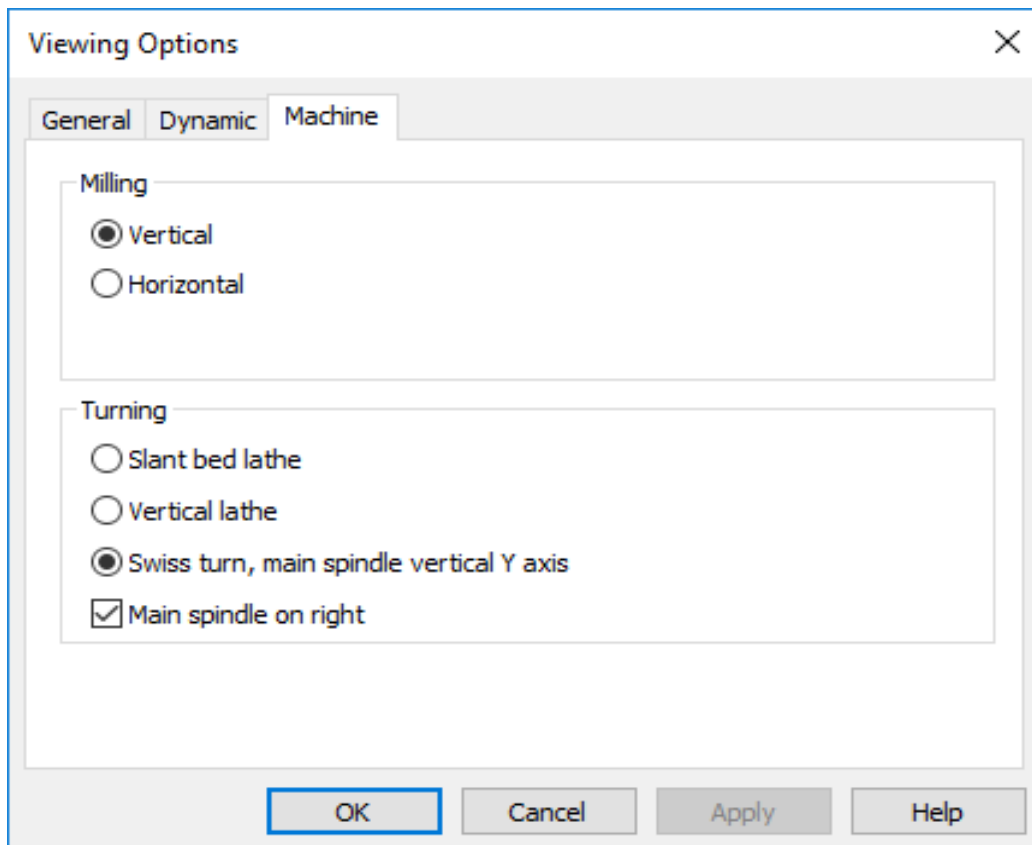 Viewing Options
General Dynamic Machine
Milling
Vertical
Horizontal
Turning
Slant bed lathe
Vertical lathe
Swiss turn, main spindle vertical Y axis
Main spindle on right
OK Cancel Apply Help